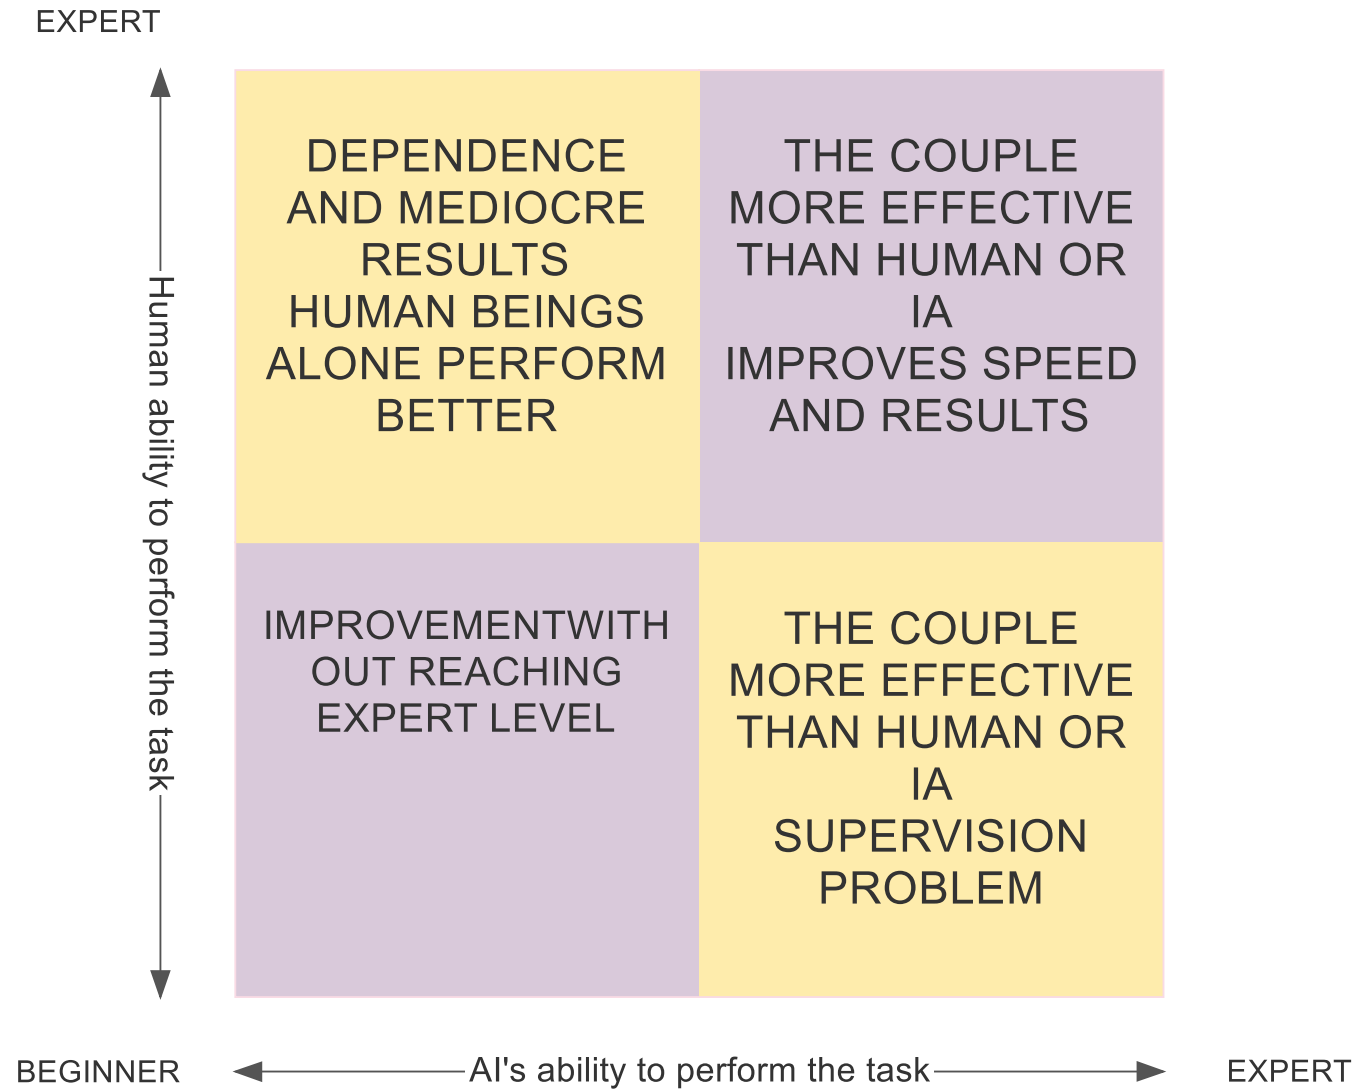 EXPERT
DEPENDENCE
AND MEDIOCRE
RESULTS
HUMAN BEINGS
ALONE PERFORM
BETTER
THE COUPLE
MORE EFFECTIVE
THAN HUMAN OR
IA
IMPROVES SPEED
AND RESULTS
Human ability to perform the task
IMPROVEMENTWITH
OUT REACHING
EXPERT LEVEL
THE COUPLE
MORE EFFECTIVE
THAN HUMAN OR
IA
SUPERVISION
PROBLEM
BEGINNER
AI's ability to perform the task
EXPERT